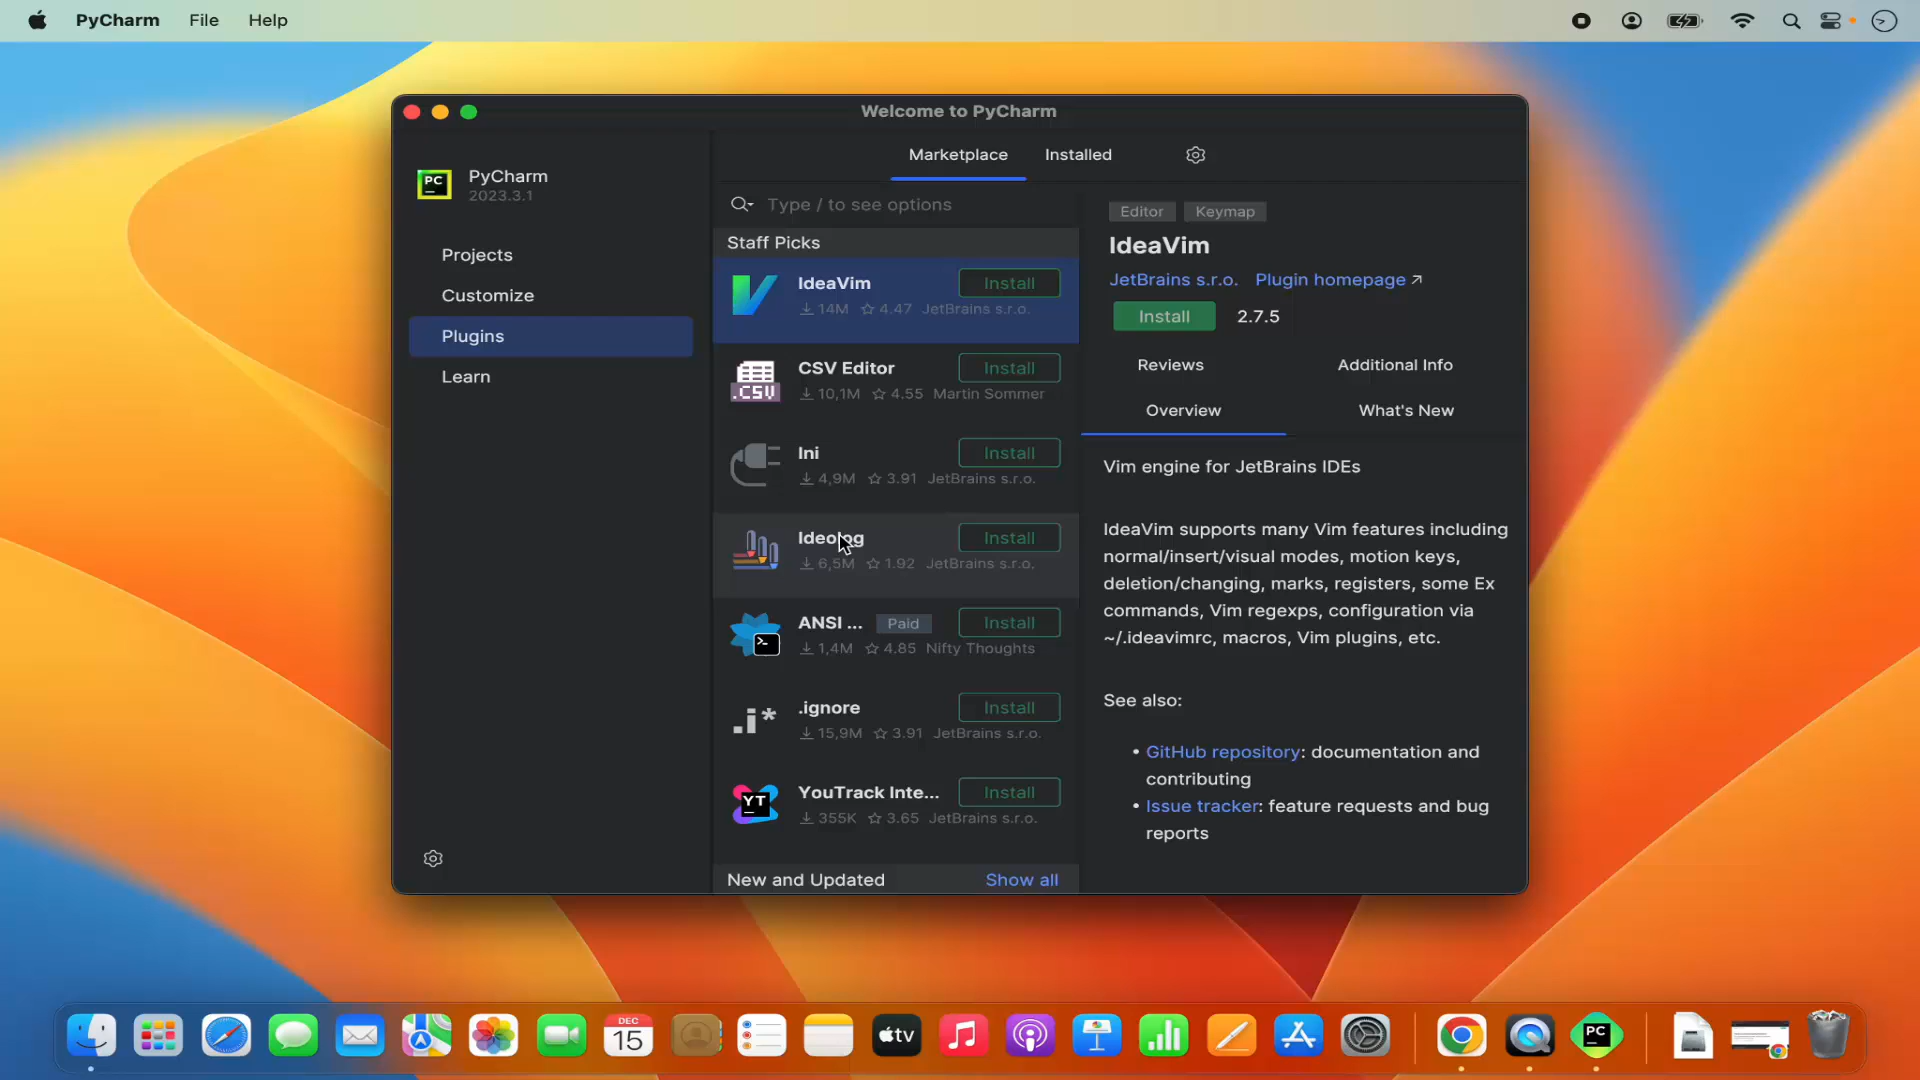 PyCharm File Help
Welcome to PyCharm
PC
PyCharm
2023.3.1
Projects
Customize
Plugins
Learn
Marketplace Installed
Type / to see options
Staff Picks
IdeaVim Install
14M 4.47 JetBrains s.r.o.
.CSV
CSV Editor Install
10,1M 4.55 Martin Sommer
Ini Install
4,9M 3.91 JetBrains s.r.o.
Ideolog Install
6,5M 1.92 JetBrains s.r.o.
ANSI ... Paid Install
1,4M 4.85 Nifty Thoughts
.i*
.ignore Install
15,9M 3.91 JetBrains s.r.o.
YT
YouTrack Inte... Install
355K 3.65 JetBrains s.r.o.
New and Updated Show all
Editor Keymap
IdeaVim
JetBrains s.r.o. Plugin homepage ↗
Install 2.7.5
Reviews Additional Info
Overview What's New
Vim engine for JetBrains IDEs
IdeaVim supports many Vim features including
normal/insert/visual modes, motion keys,
deletion/changing, marks, registers, some Ex
commands, Vim regexps, configuration via
~/.ideavimrc, macros, Vim plugins, etc.
See also:
• GitHub repository: documentation and
contributing
• Issue tracker: feature requests and bug
reports
DEC
15
tv
PC